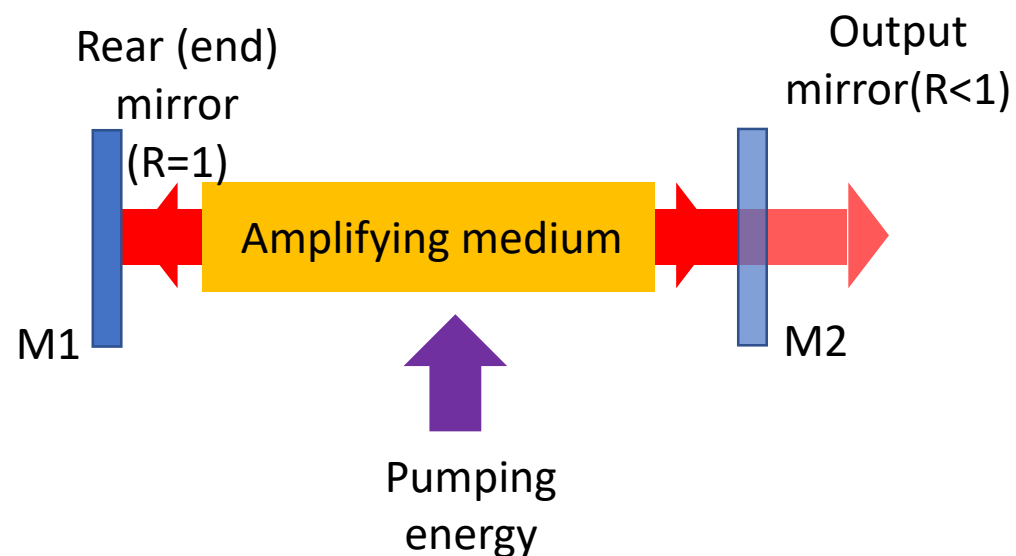 Rear (end)
mirror
(R=1)
Output
mirror(R<1)
Amplifying medium
M1
M2
Pumping
energy